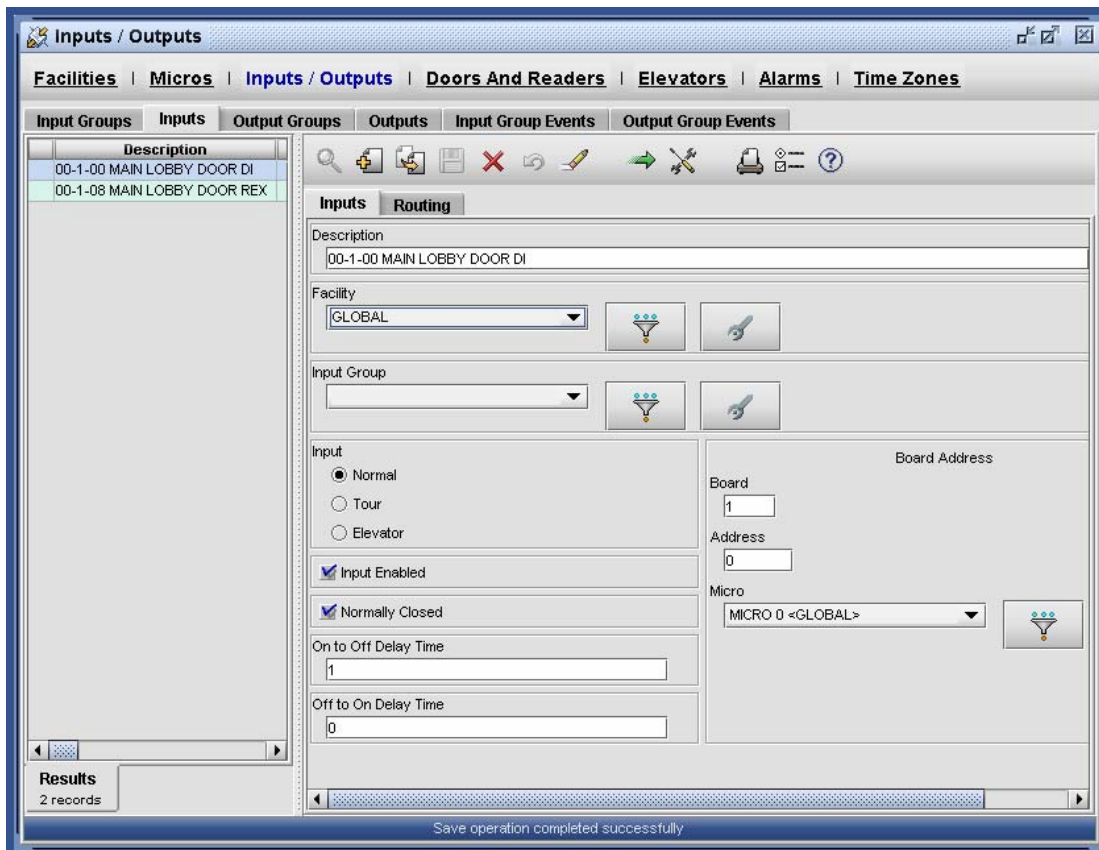 Inputs / Outputs
Facilities | Micros | Inputs / Outputs | Doors And Readers | Elevators | Alarms | Time Zones
Input Groups Inputs Output Groups Outputs Input Group Events Output Group Events
Description
00-1-00 MAIN LOBBY DOOR DI
00-1-08 MAIN LOBBY DOOR REX
Inputs Routing
Description
00-1-00 MAIN LOBBY DOOR DI
Facility
GLOBAL
Input Group
Input
Normal
Tour
Elevator
Input Enabled
Normally Closed
On to Off Delay Time
1
Off to On Delay Time
0
Board Address
Board
1
Address
0
Micro
MICRO 0 <GLOBAL>
Results
2 records
Save operation completed successfully